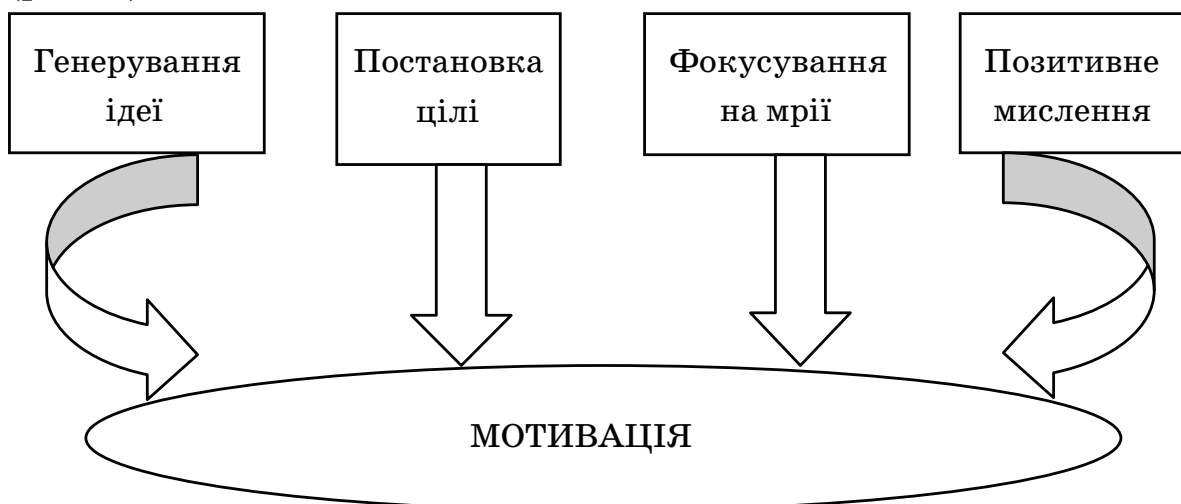 Генерування
ідеї
Постановка
цілі
Фокусування
на мрії
Позитивне
мислення
МОТИВАЦІЯ